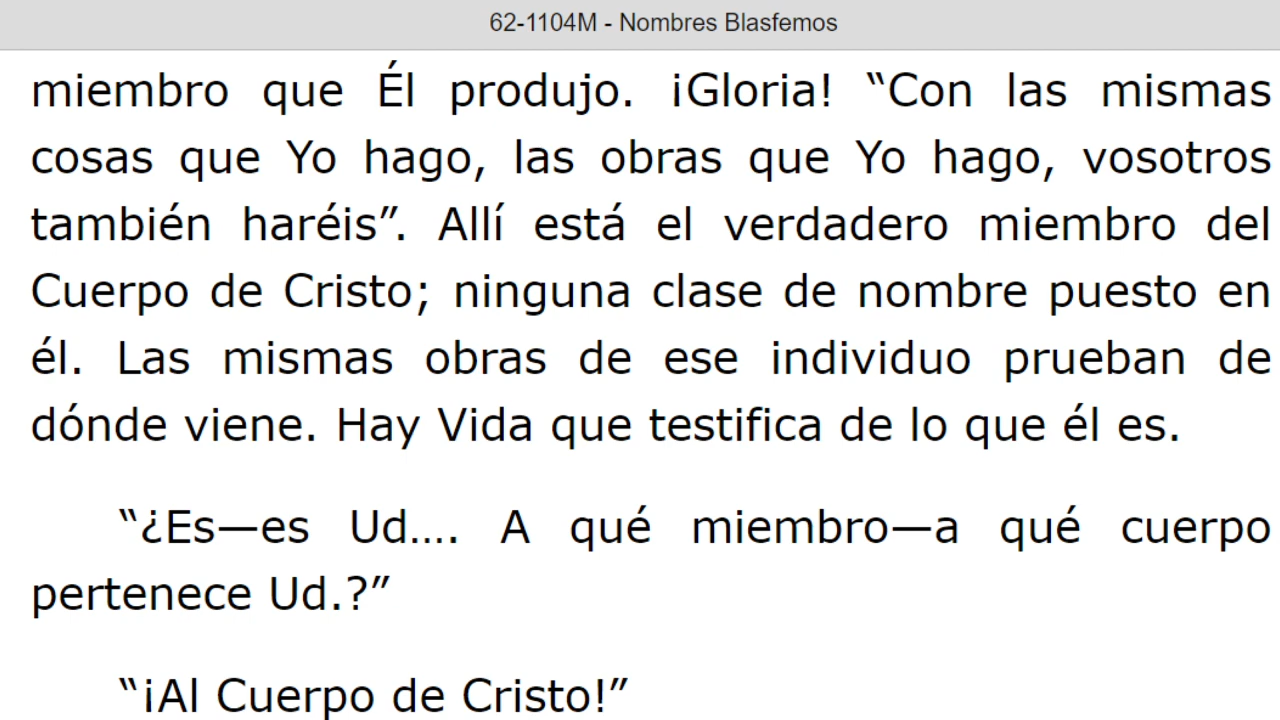 62-1104M - Nombres Blasfemos
miembro que Él produjo. ¡Gloria! “Con las mismas
cosas que Yo hago, las obras que Yo hago, vosotros
también haréis”. Allí está el verdadero miembro del
Cuerpo de Cristo; ninguna clase de nombre puesto en
él. Las mismas obras de ese individuo prueban de
dónde viene. Hay Vida que testifica de lo que él es.
“¿Es—es Ud.... A qué miembro—a qué cuerpo
pertenece Ud.?”
“¡Al Cuerpo de Cristo!”